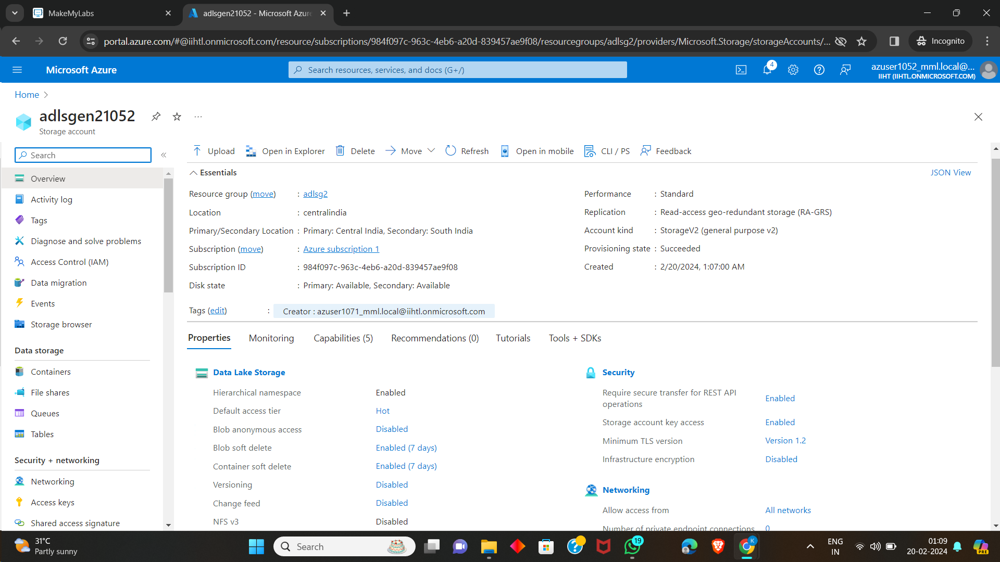 MakeMyLabs
adlsgen21052 - Microsoft Azure
portal.azure.com/#@iihtl.onmicrosoft.com/resource/subscriptions/984f097c-963c-4eb6-a20d-839457ae9f08/resourcegroups/adlsg2/providers/Microsoft.Storage/storageAccounts/...
Incognito
Microsoft Azure
Search resources, services, and docs (G+/)
4
azuser1052_mml.local@...
IIHT (IIHTL.ONMICROSOFT.COM)
Home
adlsgen21052
Storage account
Search
Upload
Open in Explorer
Delete
Move
Refresh
Open in mobile
CLI / PS
Feedback
Overview
Activity log
Tags
Diagnose and solve problems
Access Control (IAM)
Data migration
Events
Storage browser
Data storage
Containers
File shares
Queues
Tables
Security + networking
Networking
Access keys
Shared access signature
Essentials
JSON View
Resource group (move) : adlsg2
Location : centralindia
Primary/Secondary Location : Primary: Central India, Secondary: South India
Subscription (move) : Azure subscription 1
Subscription ID : 984f097c-963c-4eb6-a20d-839457ae9f08
Disk state : Primary: Available, Secondary: Available
Performance : Standard
Replication : Read-access geo-redundant storage (RA-GRS)
Account kind : StorageV2 (general purpose v2)
Provisioning state : Succeeded
Created : 2/20/2024, 1:07:00 AM
Tags (edit) : Creator : azuser1071_mml.local@iihtl.onmicrosoft.com
Properties
Monitoring
Capabilities (5)
Recommendations (0)
Tutorials
Tools + SDKs
Data Lake Storage
Hierarchical namespace Enabled
Default access tier Hot
Blob anonymous access Disabled
Blob soft delete Enabled (7 days)
Container soft delete Enabled (7 days)
Versioning Disabled
Change feed Disabled
NFS v3 Disabled
Security
Require secure transfer for REST API
operations
Enabled
Storage account key access Enabled
Minimum TLS version Version 1.2
Infrastructure encryption Disabled
Networking
Allow access from All networks
Number of private endpoint connections 0
31°C
Partly sunny
Search
19
K
ENG
IN
01:09
20-02-2024
PRE